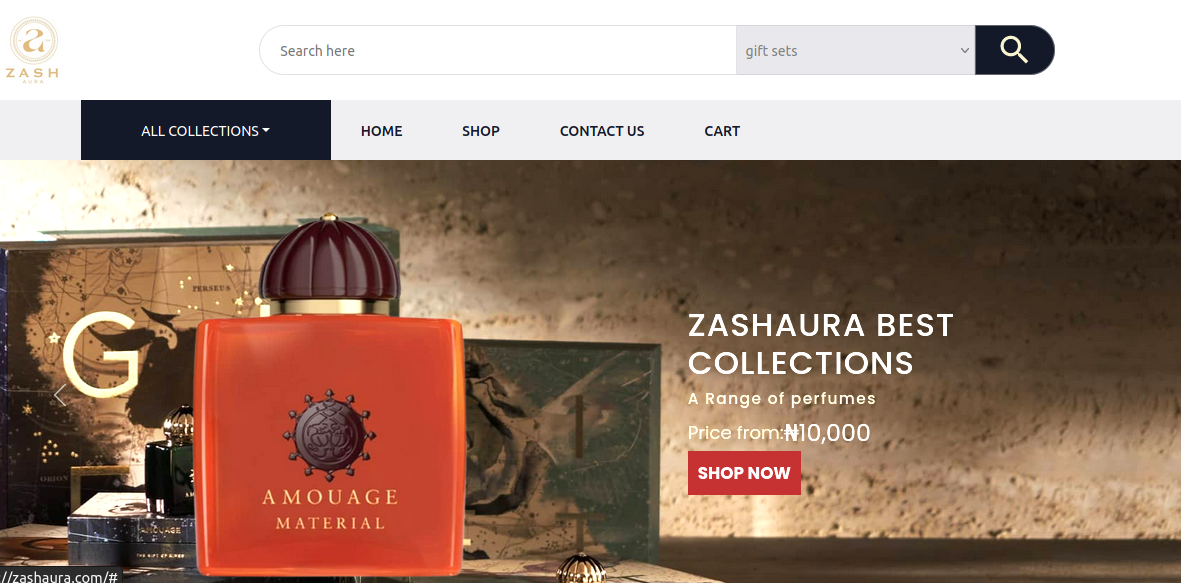 a
ZASH
AURA
Search here
gift sets
ALL COLLECTIONS
HOME
SHOP
CONTACT US
CART
PERSEUS
G
ZASHAURA BEST
COLLECTIONS
A Range of perfumes
Price from:₦10,000
SHOP NOW
ORION
AMOUAGE
MATERIAL
AMOUAGE
//zashaura.com/#